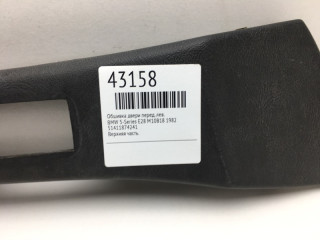 43158
Обшивка двери перед. лев.
BMW 5-Series E28 M10B18 1982
51411874241
Верхняя часть.